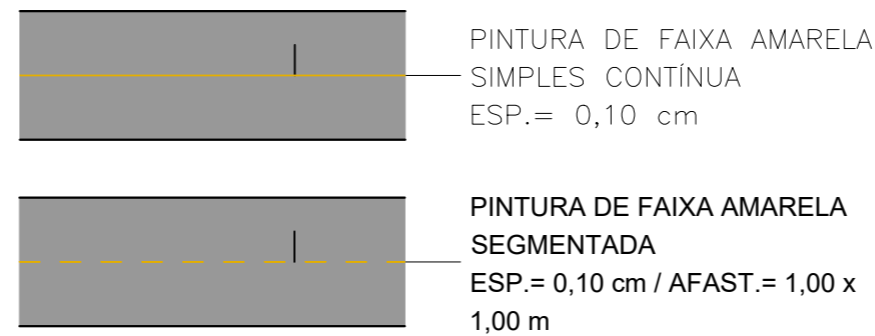 PINTURA DE FAIXA AMARELA
SIMPLES CONTÍNUA
ESP.= 0,10 cm
PINTURA DE FAIXA AMARELA
SEGMENTADA
ESP.= 0,10 cm / AFAST.= 1,00 x
1,00 m